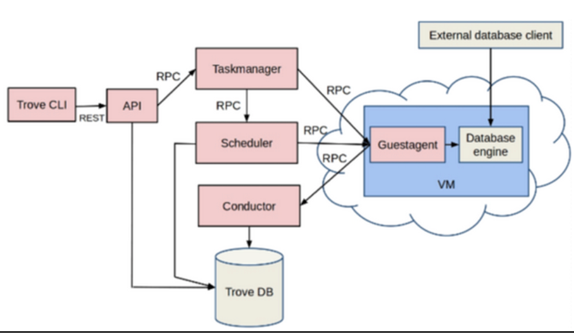 External database client
Taskmanager
RPC
RPC
Trove CLI
API
REST
RPC
RPC
Scheduler
Guestagent
Database
engine
RPC
VM
Conductor
Trove DB